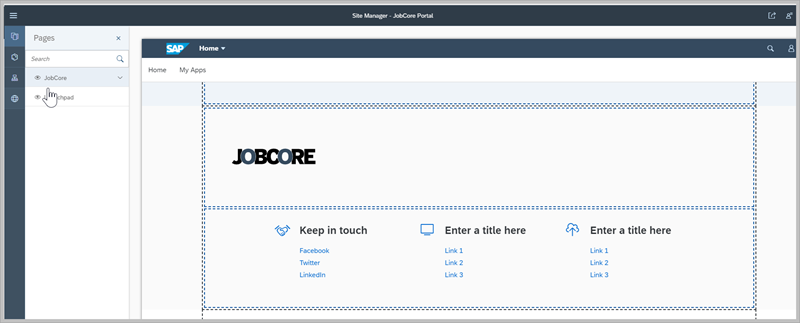 Site Manager - JobCore Portal
Pages
Search
JobCore
chpad
SAP
Home
Home My Apps
JOBCORE
Keep in touch
Facebook
Twitter
LinkedIn
Enter a title here
Link 1
Link 2
Link 3
Enter a title here
Link 1
Link 2
Link 3